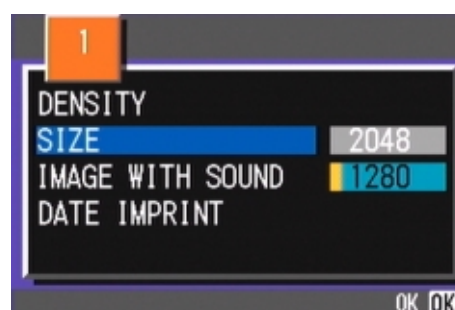 1
DENSITY
SIZE 2048
IMAGE WITH SOUND 1280
DATE IMPRINT
OK OK